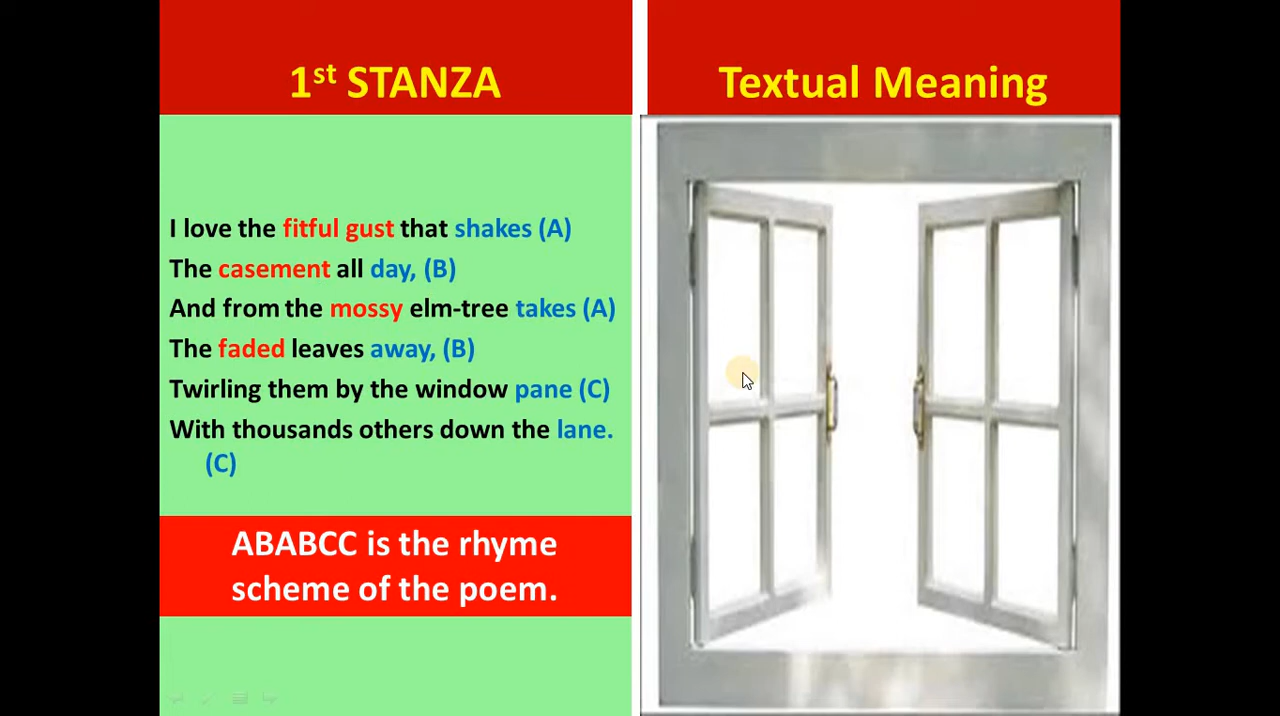 1st STANZA
Textual Meaning
I love the fitful gust that shakes (A)
The casement all day, (B)
And from the mossy elm-tree takes (A)
The faded leaves away, (B)
Twirling them by the window pane (C)
With thousands others down the lane.
(C)
ABABCC is the rhyme
scheme of the poem.